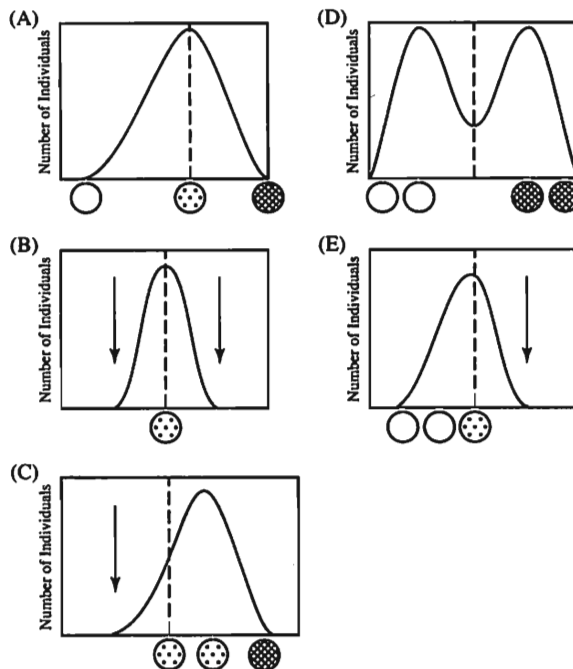 (A)
Number of Individuals
(D)
Number of Individuals
(B)
Number of Individuals
(E)
Number of Individuals
(C)
Number of Individuals